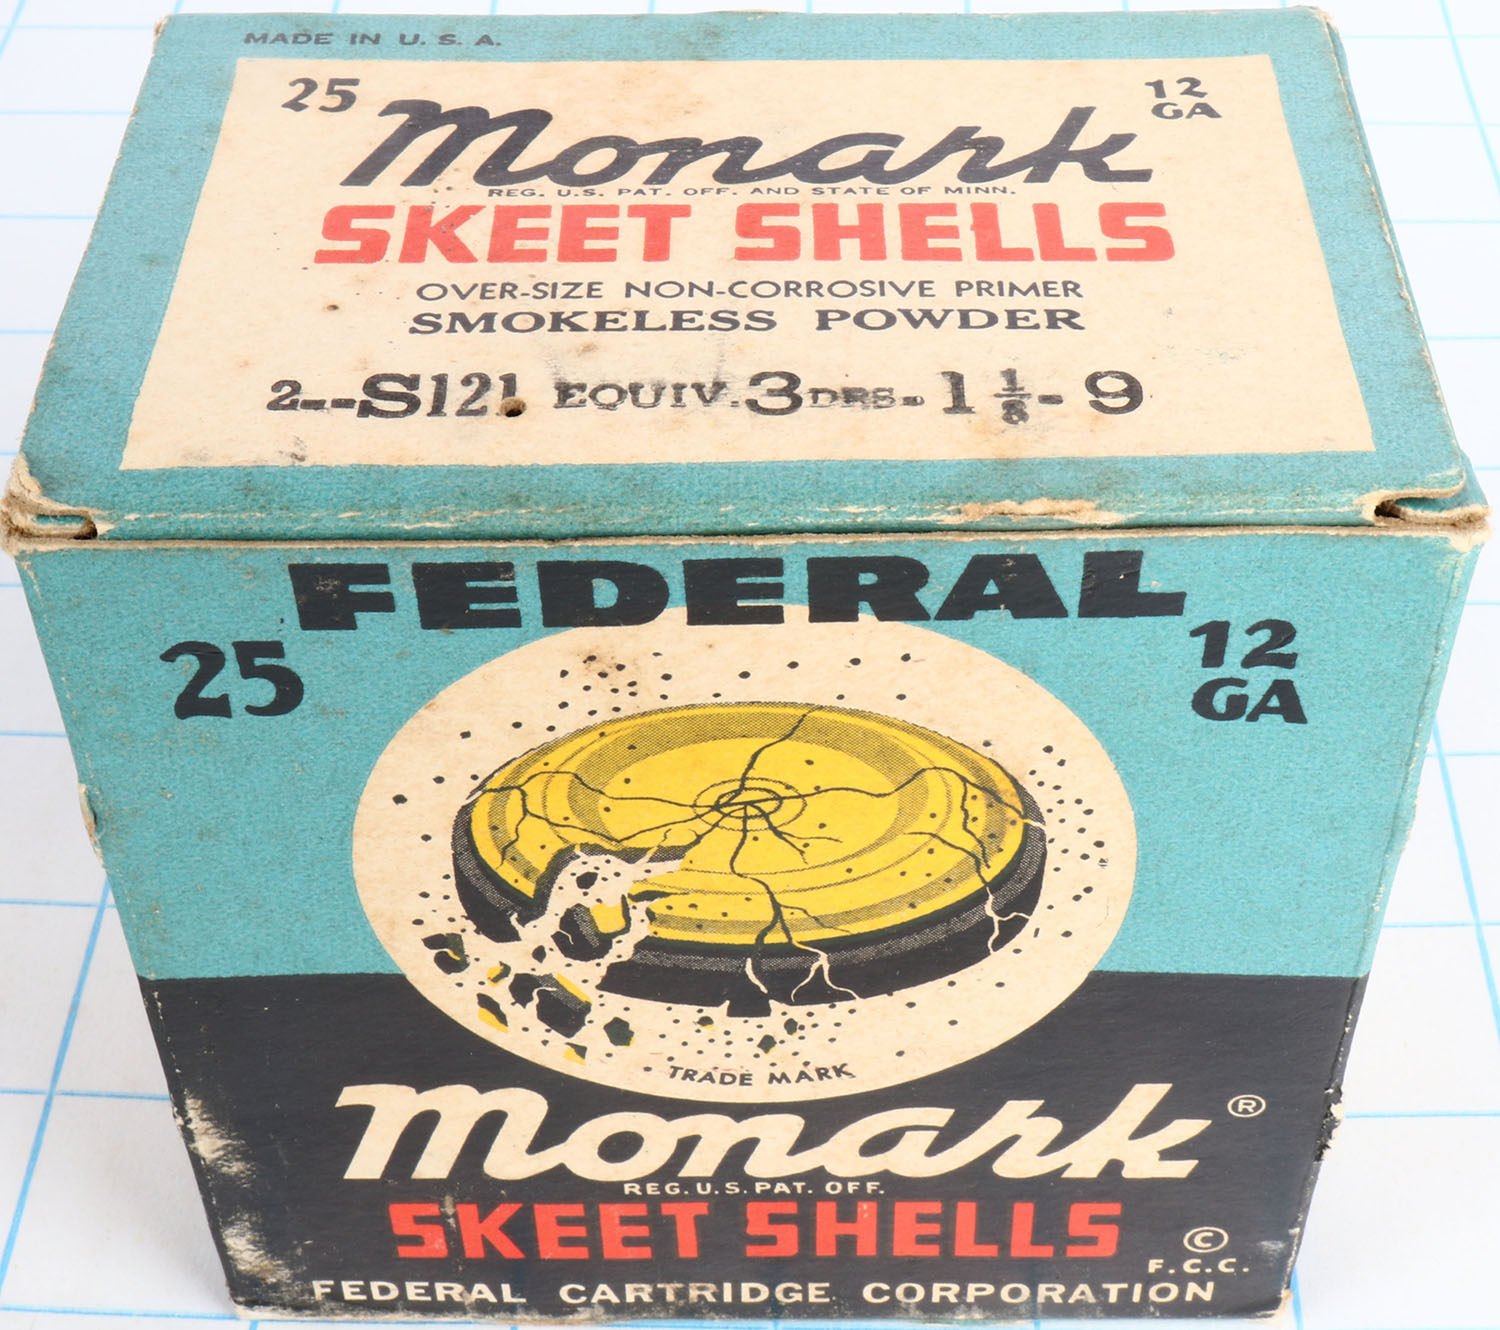 MADE IN U. S. A.
25 12
GA
Monark
REG. U.S. PAT. OFF. AND STATE OF MINN.
SKEET SHELLS
OVER-SIZE NON-CORROSIVE PRIMER
SMOKELESS POWDER
2--S121 EQUIV. 3 DRS. 1 1/8 - 9
FEDERAL
25 12
GA
TRADE MARK
Monark ®
REG. U.S. PAT. OFF.
SKEET SHELLS
©
F.C.C.
FEDERAL CARTRIDGE CORPORATION